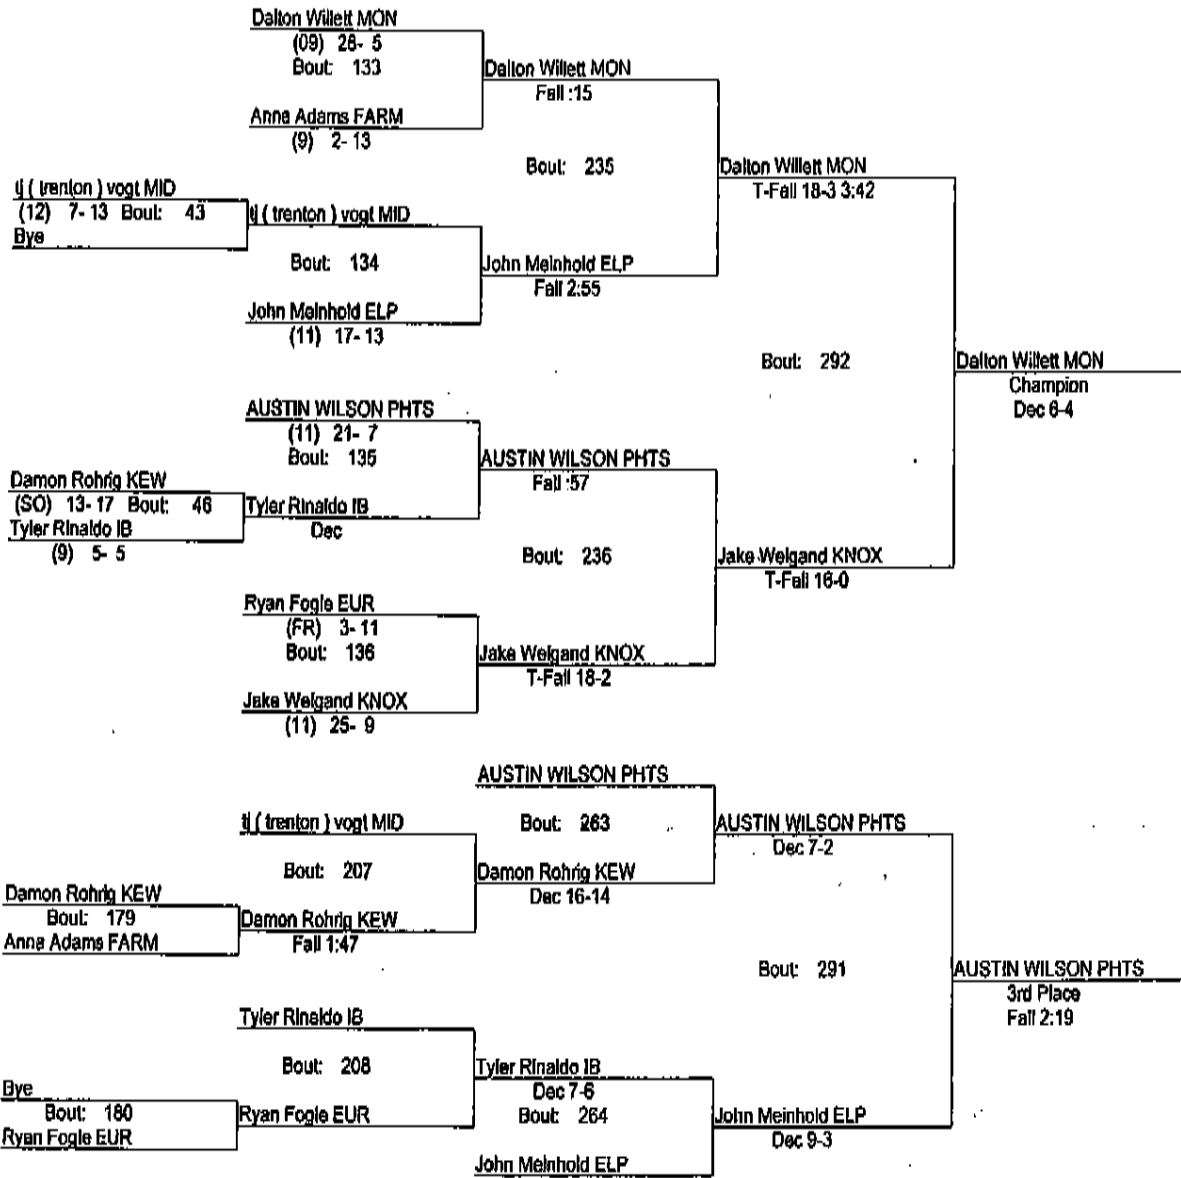 Dalton Willett MON
(09) 26- 5
Bout: 133
Dalton Willett MON
Fall :15
Anne Adams FARM
(9) 2- 13
Bout: 235
Dalton Willett MON
T-Fall 18-3 3:42
tj ( trenton ) vogt MID
(12) 7- 13 Bout: 43
Bye
tj ( trenton ) vogt MID
Bout: 134
John Meinhold ELP
Fall 2:55
John Meinhold ELP
(11) 17- 13
Bout: 292
Dalton Willett MON
Champion
Dec 6-4
AUSTIN WILSON PHTS
(11) 21- 7
Bout: 135
AUSTIN WILSON PHTS
Fall :57
Damon Rohrig KEW
(SO) 13- 17 Bout: 46
Tyler Rinaldo IB
(9) 5- 5
Tyler Rinaldo IB
Dec
Bout: 236
Jake Weigand KNOX
T-Fall 16-0
Ryan Fogle EUR
(FR) 3- 11
Bout: 136
Jake Weigand KNOX
T-Fall 18-2
Jake Weigand KNOX
(11) 25- 9
AUSTIN WILSON PHTS
Bout: 263
AUSTIN WILSON PHTS
Dec 7-2
tj ( trenton ) vogt MID
Bout: 207
Damon Rohrig KEW
Dec 16-14
Damon Rohrig KEW
Bout: 179
Anne Adams FARM
Damon Rohrig KEW
Fall 1:47
Bout: 291
AUSTIN WILSON PHTS
3rd Place
Fall 2:19
Tyler Rinaldo IB
Bout: 208
Tyler Rinaldo IB
Dec 7-6
Bye
Bout: 180
Ryan Fogle EUR
Ryan Fogle EUR
Bout: 264
John Meinhold ELP
Dec 9-3
John Meinhold ELP